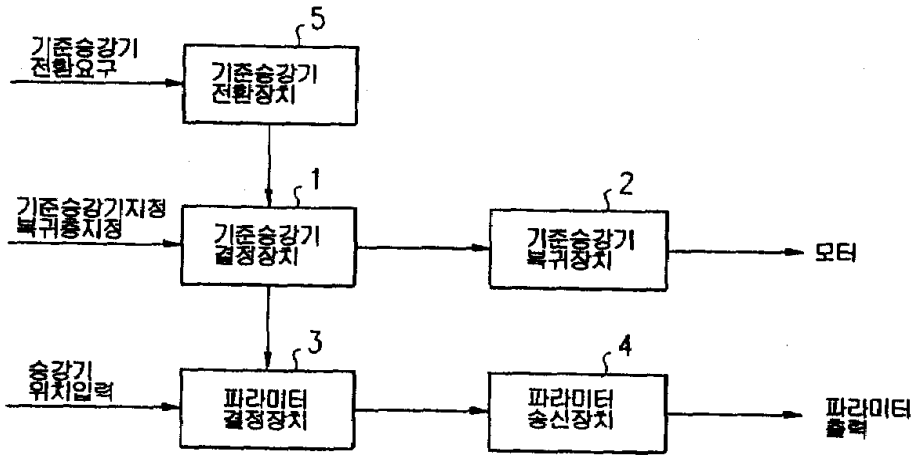 5
기준승강기
전환요구
기준승강기
전환장치
1
2
기준승강기지정
복귀층지정
기준승강기
결정장치
기준승강기
복귀장치
모터
3
4
승강기
위치입력
파라미터
결정장치
파라미터
송신장치
파라미터
출력